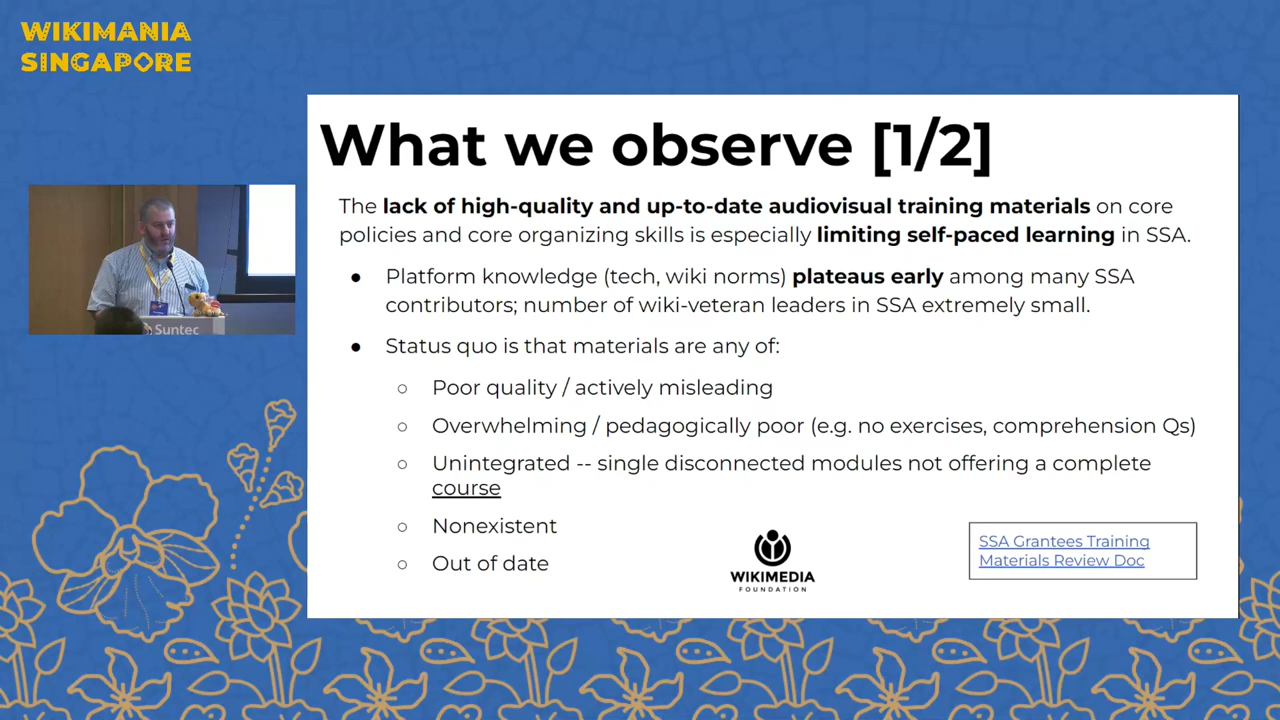 WIKIMANIA
SINGAPORE
What we observe [1/2]
The lack of high-quality and up-to-date audiovisual training materials on core
policies and core organizing skills is especially limiting self-paced learning in SSA.
● Platform knowledge (tech, wiki norms) plateaus early among many SSA
contributors; number of wiki-veteran leaders in SSA extremely small.
● Status quo is that materials are any of:
○ Poor quality / actively misleading
○ Overwhelming / pedagogically poor (e.g. no exercises, comprehension Qs)
○ Unintegrated -- single disconnected modules not offering a complete
course
○ Nonexistent
○ Out of date
WIKIMEDIA
FOUNDATION
SSA Grantees Training
Materials Review Doc
Suntec